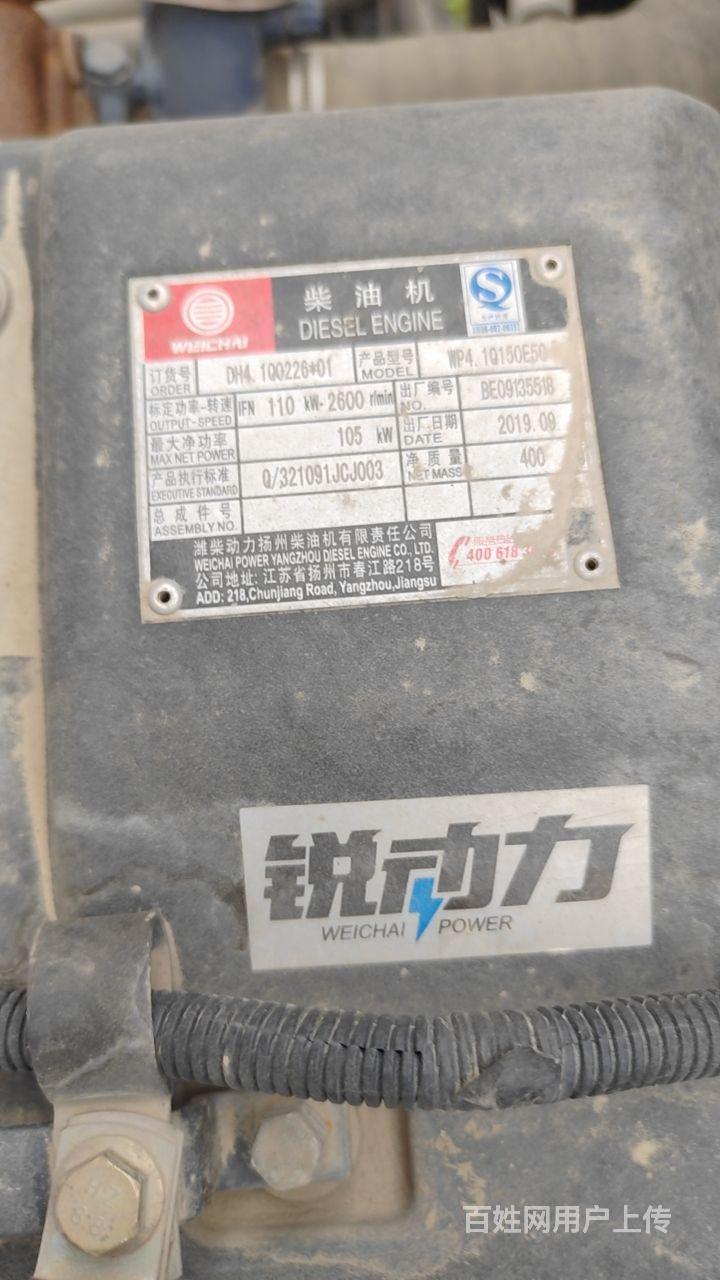 WEICHAI
柴油机
DIESEL ENGINE
订货号 DH4.1Q0226*01 产品型号 WP4.1Q150E50
ORDER MODEL
标定功率-转速 IFN 110 kW- 2600 r/min 出厂编号 BE09135518
OUTPUT-SPEED NO.
最大净功率 105 kW 出厂日期 2019.09
MAX NET POWER DATE
产品执行标准 Q/321091JCJ003 净质量 400
EXECUTIVE STANDARD NET MASS
总成件号
ASSEMBLY NO.
潍柴动力扬州柴油机有限责任公司
WEICHAI POWER YANGZHOU DIESEL ENGINE CO., LTD.
公司地址: 江苏省扬州市春江路218号
ADD: 218,Chunjiang Road, Yangzhou,Jiangsu
400 618
锐动力
WEICHAI POWER
H7
8.8
百姓网用户上传